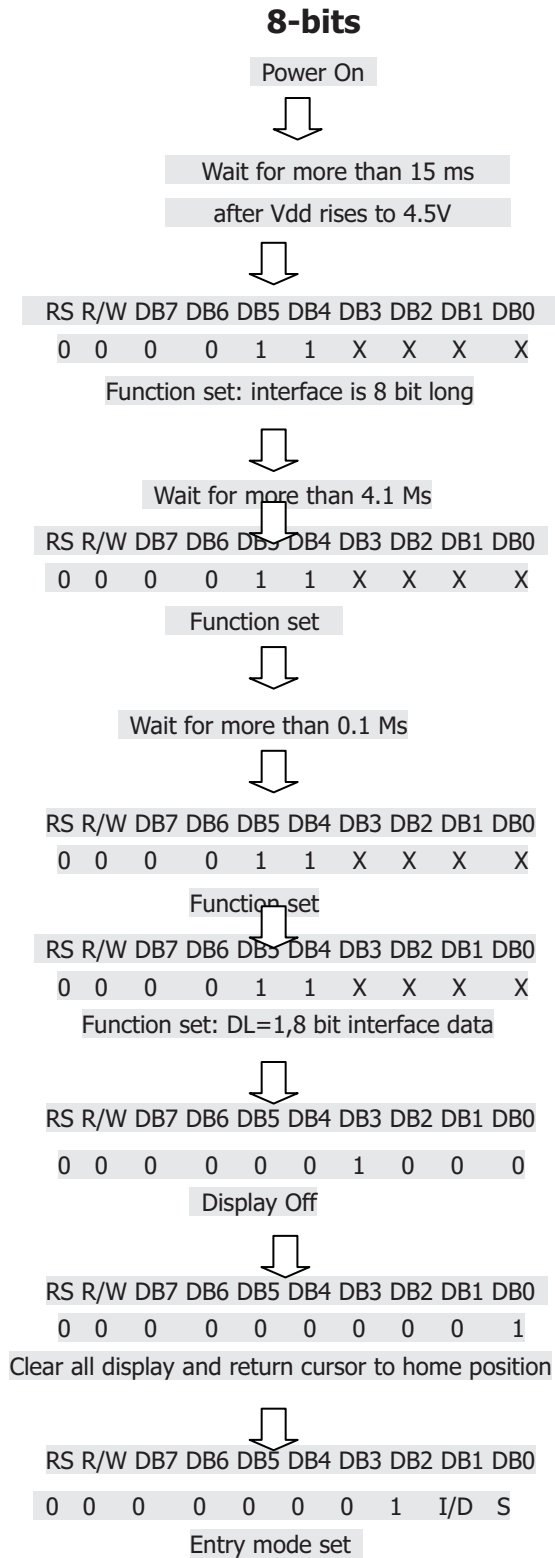 8-bits
Power On
Wait for more than 15 ms
after Vdd rises to 4.5V
RS R/W DB7 DB6 DB5 DB4 DB3 DB2 DB1 DB0
0 0 0 0 1 1 X X X X
Function set: interface is 8 bit long
Wait for more than 4.1 Ms
RS R/W DB7 DB6 DB5 DB4 DB3 DB2 DB1 DB0
0 0 0 0 1 1 X X X X
Function set
Wait for more than 0.1 Ms
RS R/W DB7 DB6 DB5 DB4 DB3 DB2 DB1 DB0
0 0 0 0 1 1 X X X X
Function set
RS R/W DB7 DB6 DB5 DB4 DB3 DB2 DB1 DB0
0 0 0 0 1 1 X X X X
Function set: DL=1,8 bit interface data
RS R/W DB7 DB6 DB5 DB4 DB3 DB2 DB1 DB0
0 0 0 0 0 0 1 0 0 0
Display Off
RS R/W DB7 DB6 DB5 DB4 DB3 DB2 DB1 DB0
0 0 0 0 0 0 0 0 0 1
Clear all display and return cursor to home position
RS R/W DB7 DB6 DB5 DB4 DB3 DB2 DB1 DB0
0 0 0 0 0 0 0 1 I/D S
Entry mode set